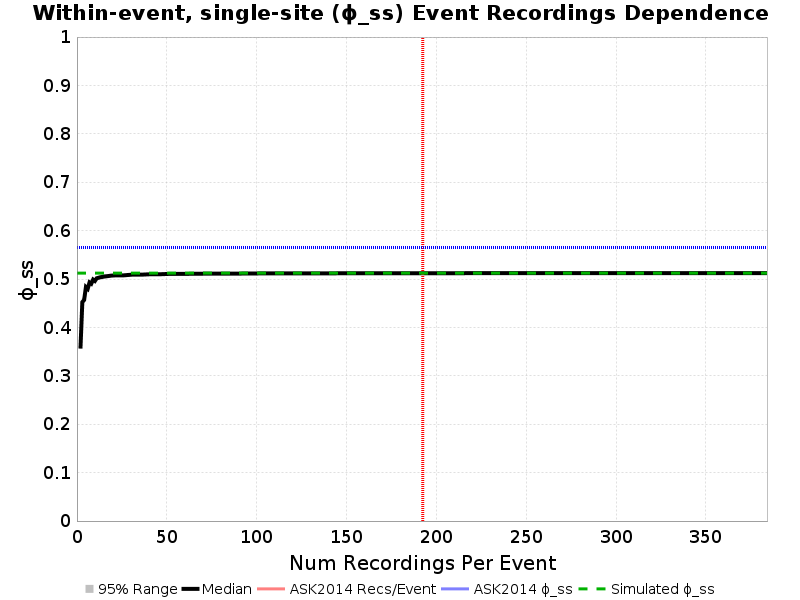 Within-event, single-site (ϕ_ss) Event Recordings Dependence
1
0.9
0.8
0.7
0.6
0.5
0.4
0.3
0.2
0.1
0
ϕ_ss
0 50 100 150 200 250 300 350
Num Recordings Per Event
95% Range Median ASK2014 Recs/Event ASK2014 ϕ_ss Simulated ϕ_ss